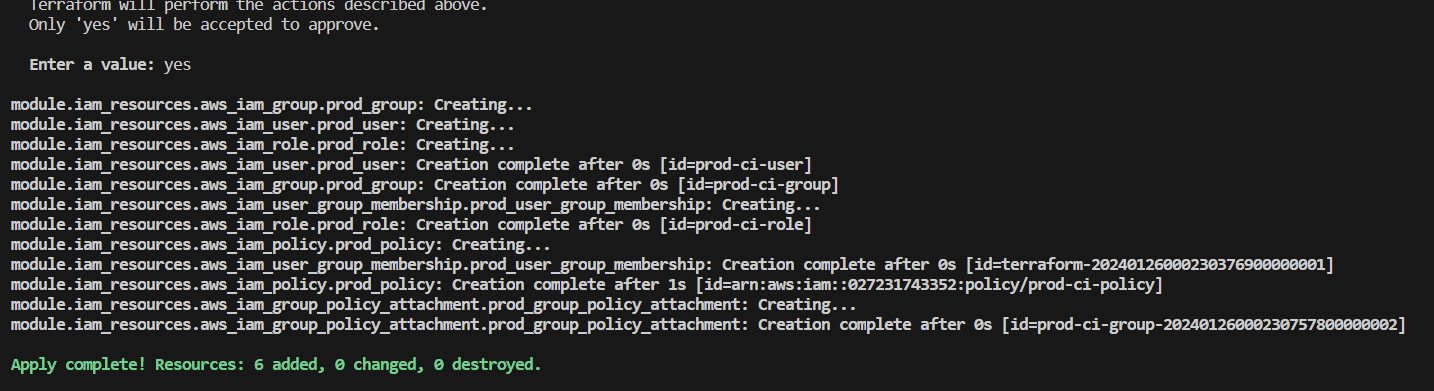 Terraform will perform the actions described above.
Only 'yes' will be accepted to approve.
Enter a value: yes
module.iam_resources.aws_iam_group.prod_group: Creating...
module.iam_resources.aws_iam_user.prod_user: Creating...
module.iam_resources.aws_iam_role.prod_role: Creating...
module.iam_resources.aws_iam_user.prod_user: Creation complete after 0s [id=prod-ci-user]
module.iam_resources.aws_iam_group.prod_group: Creation complete after 0s [id=prod-ci-group]
module.iam_resources.aws_iam_user_group_membership.prod_user_group_membership: Creating...
module.iam_resources.aws_iam_role.prod_role: Creation complete after 0s [id=prod-ci-role]
module.iam_resources.aws_iam_policy.prod_policy: Creating...
module.iam_resources.aws_iam_user_group_membership.prod_user_group_membership: Creation complete after 0s [id=terraform-20240126000230376900000001]
module.iam_resources.aws_iam_policy.prod_policy: Creation complete after 1s [id=arn:aws:iam::027231743352:policy/prod-ci-policy]
module.iam_resources.aws_iam_group_policy_attachment.prod_group_policy_attachment: Creating...
module.iam_resources.aws_iam_group_policy_attachment.prod_group_policy_attachment: Creation complete after 0s [id=prod-ci-group-20240126000230757800000002]
Apply complete! Resources: 6 added, 0 changed, 0 destroyed.